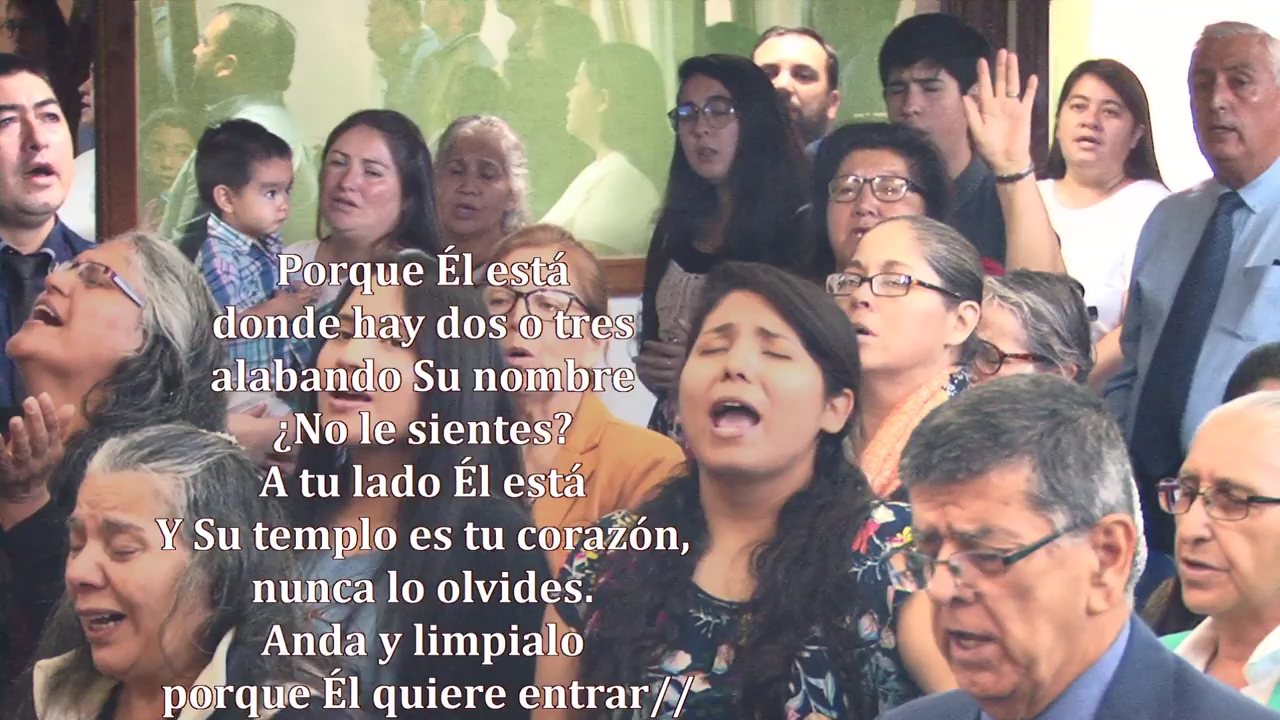 Porque Él está
donde hay dos o tres
alabando Su nombre
¿No le sientes?
A tu lado Él está
Y Su templo es tu corazón,
nunca lo olvides.
Anda y limpialo
porque Él quiere entrar//